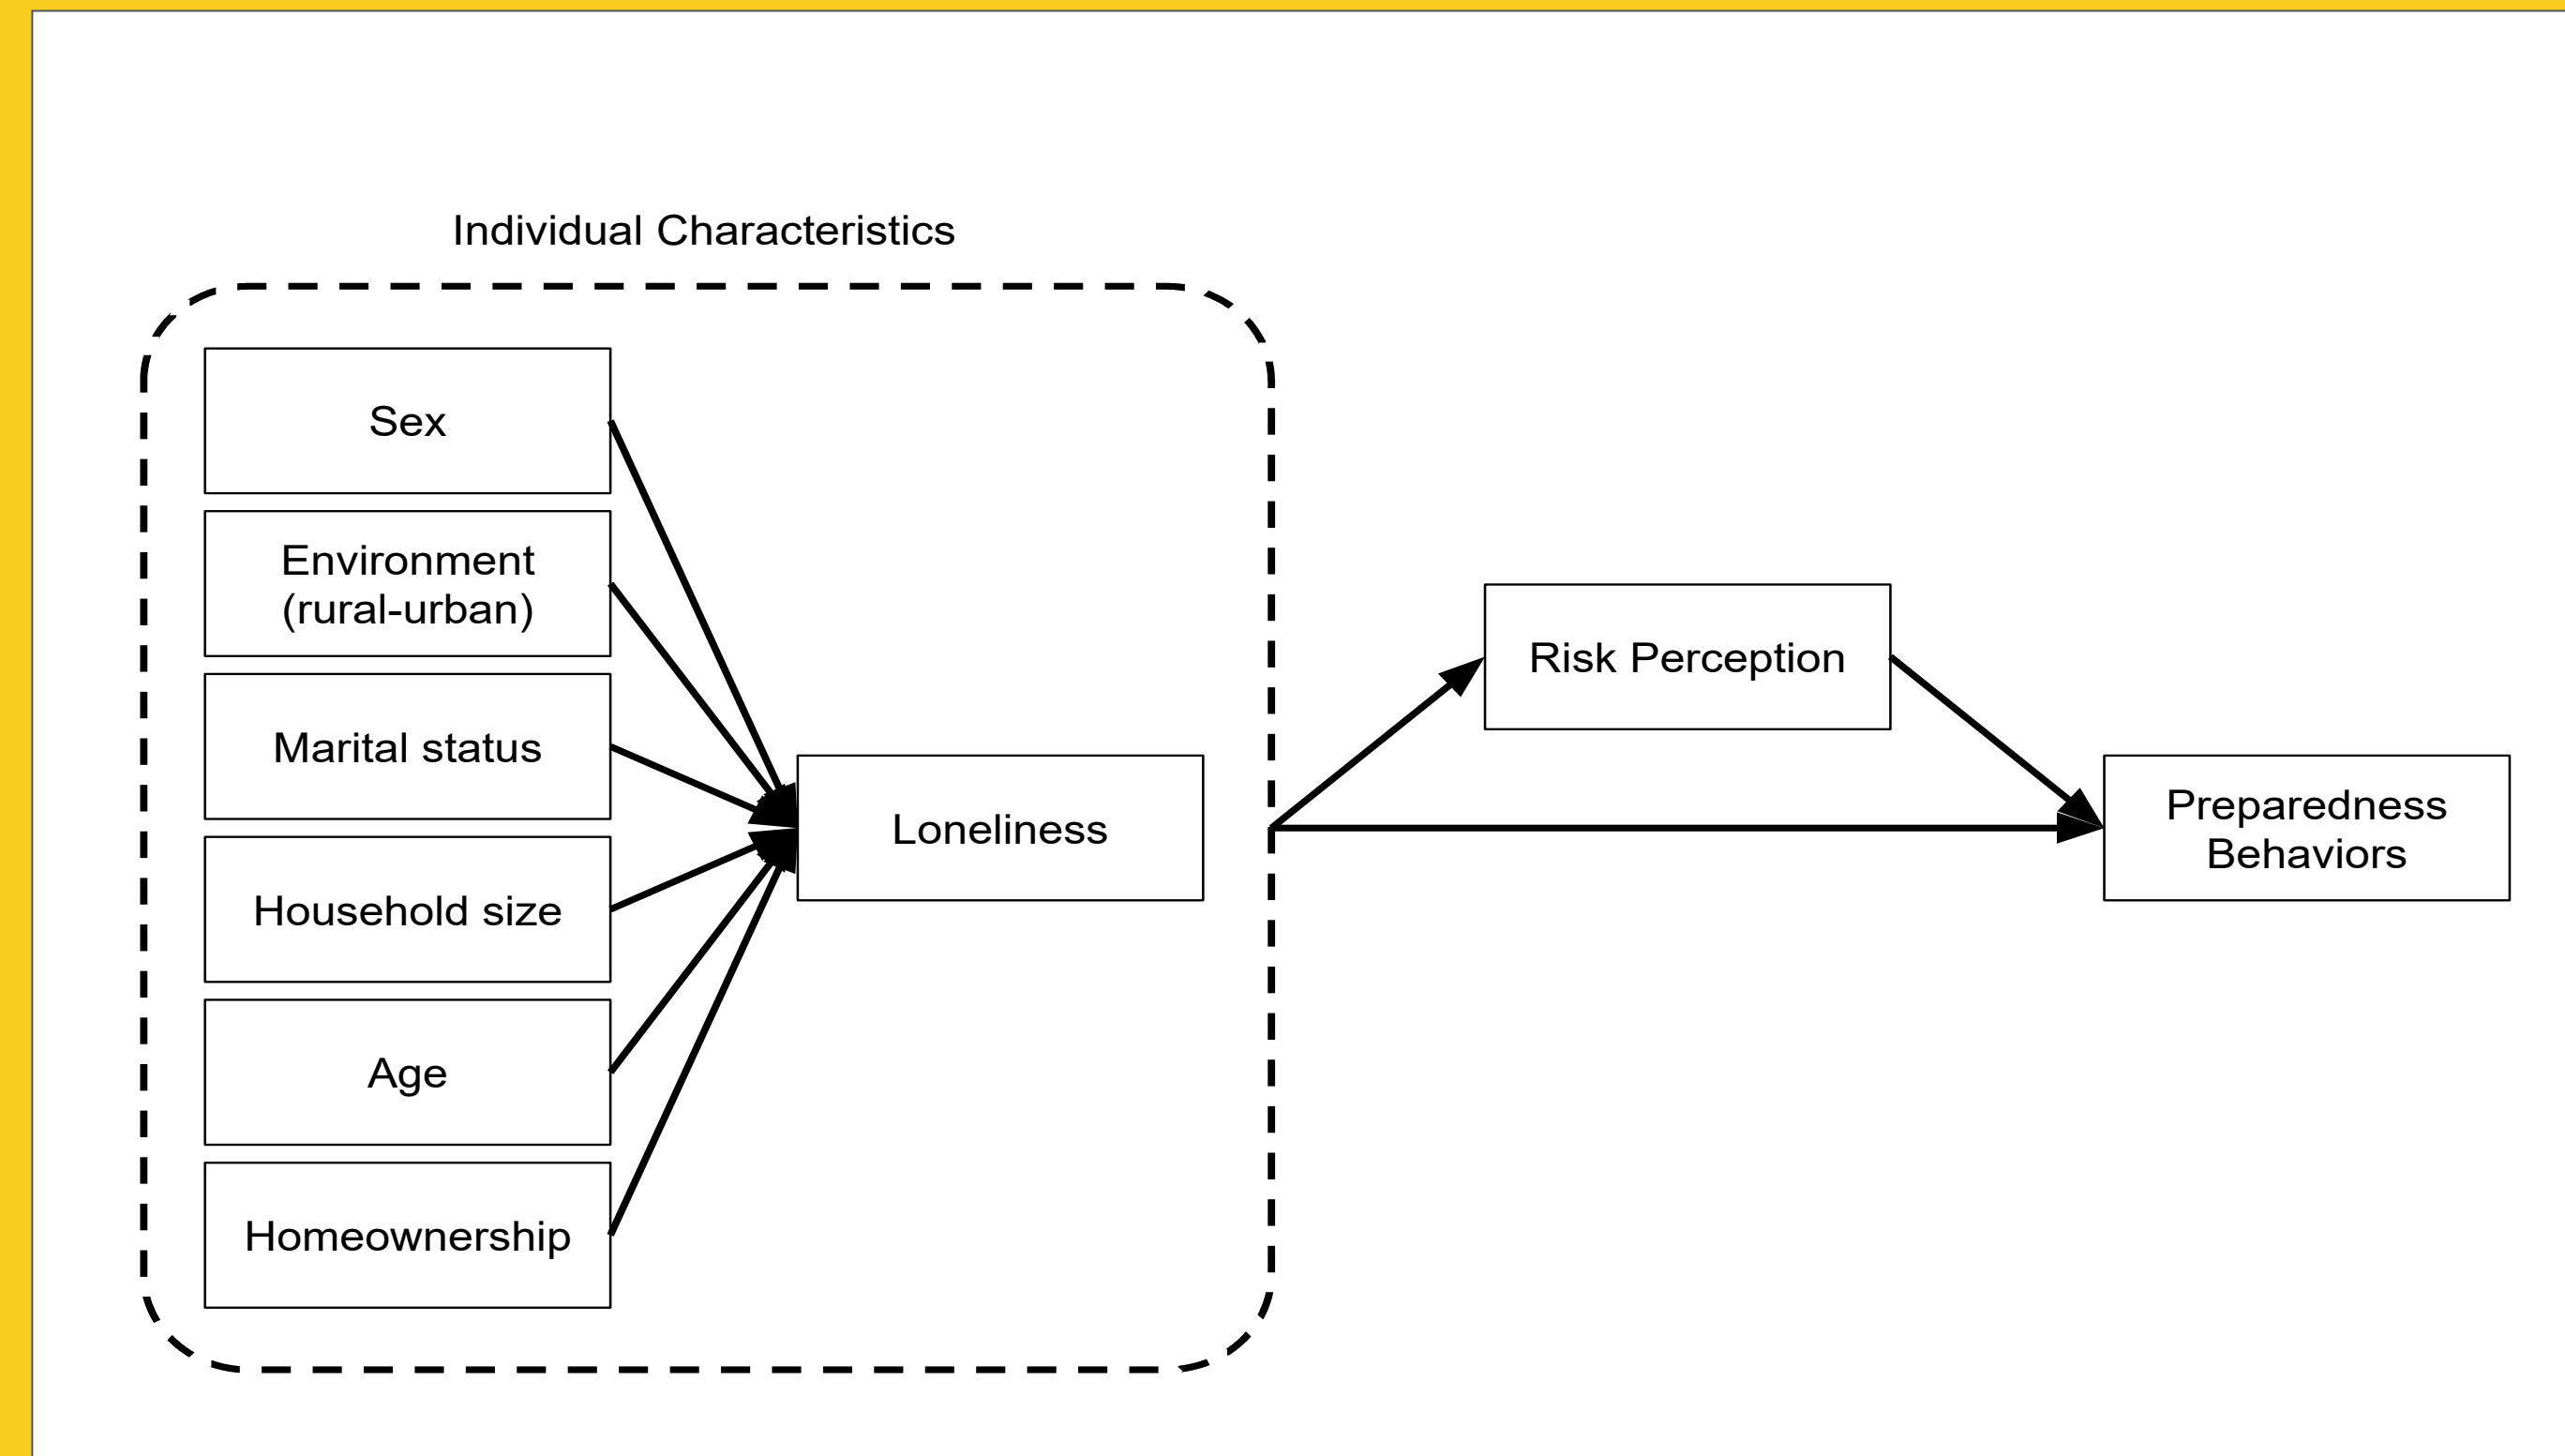 Individual Characteristics
Sex
Environment
(rural-urban)
Marital status
Household size
Age
Homeownership
Loneliness
Risk Perception
Preparedness
Behaviors